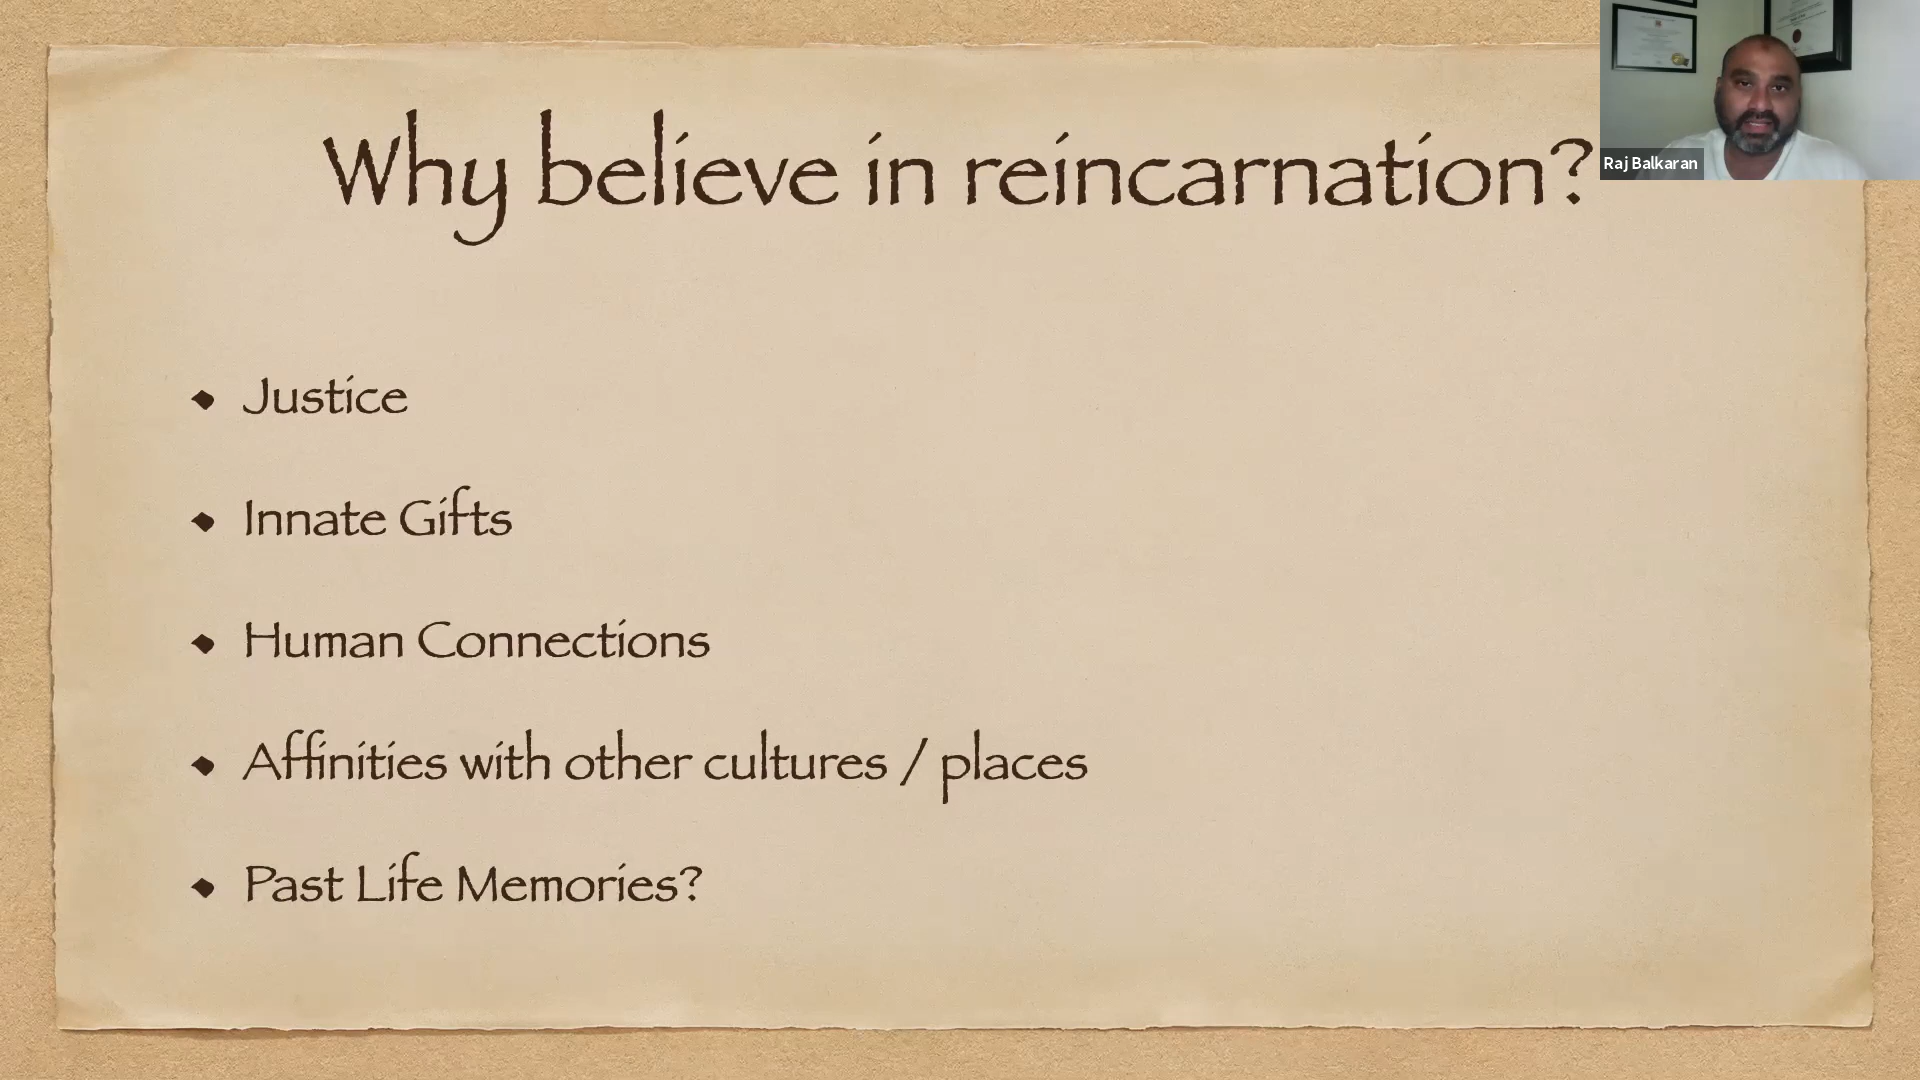 Why believe in reincarnation?
Raj Balkaran
Justice
Innate Gifts
Human Connections
Affinities with other cultures / places
Past Life Memories?